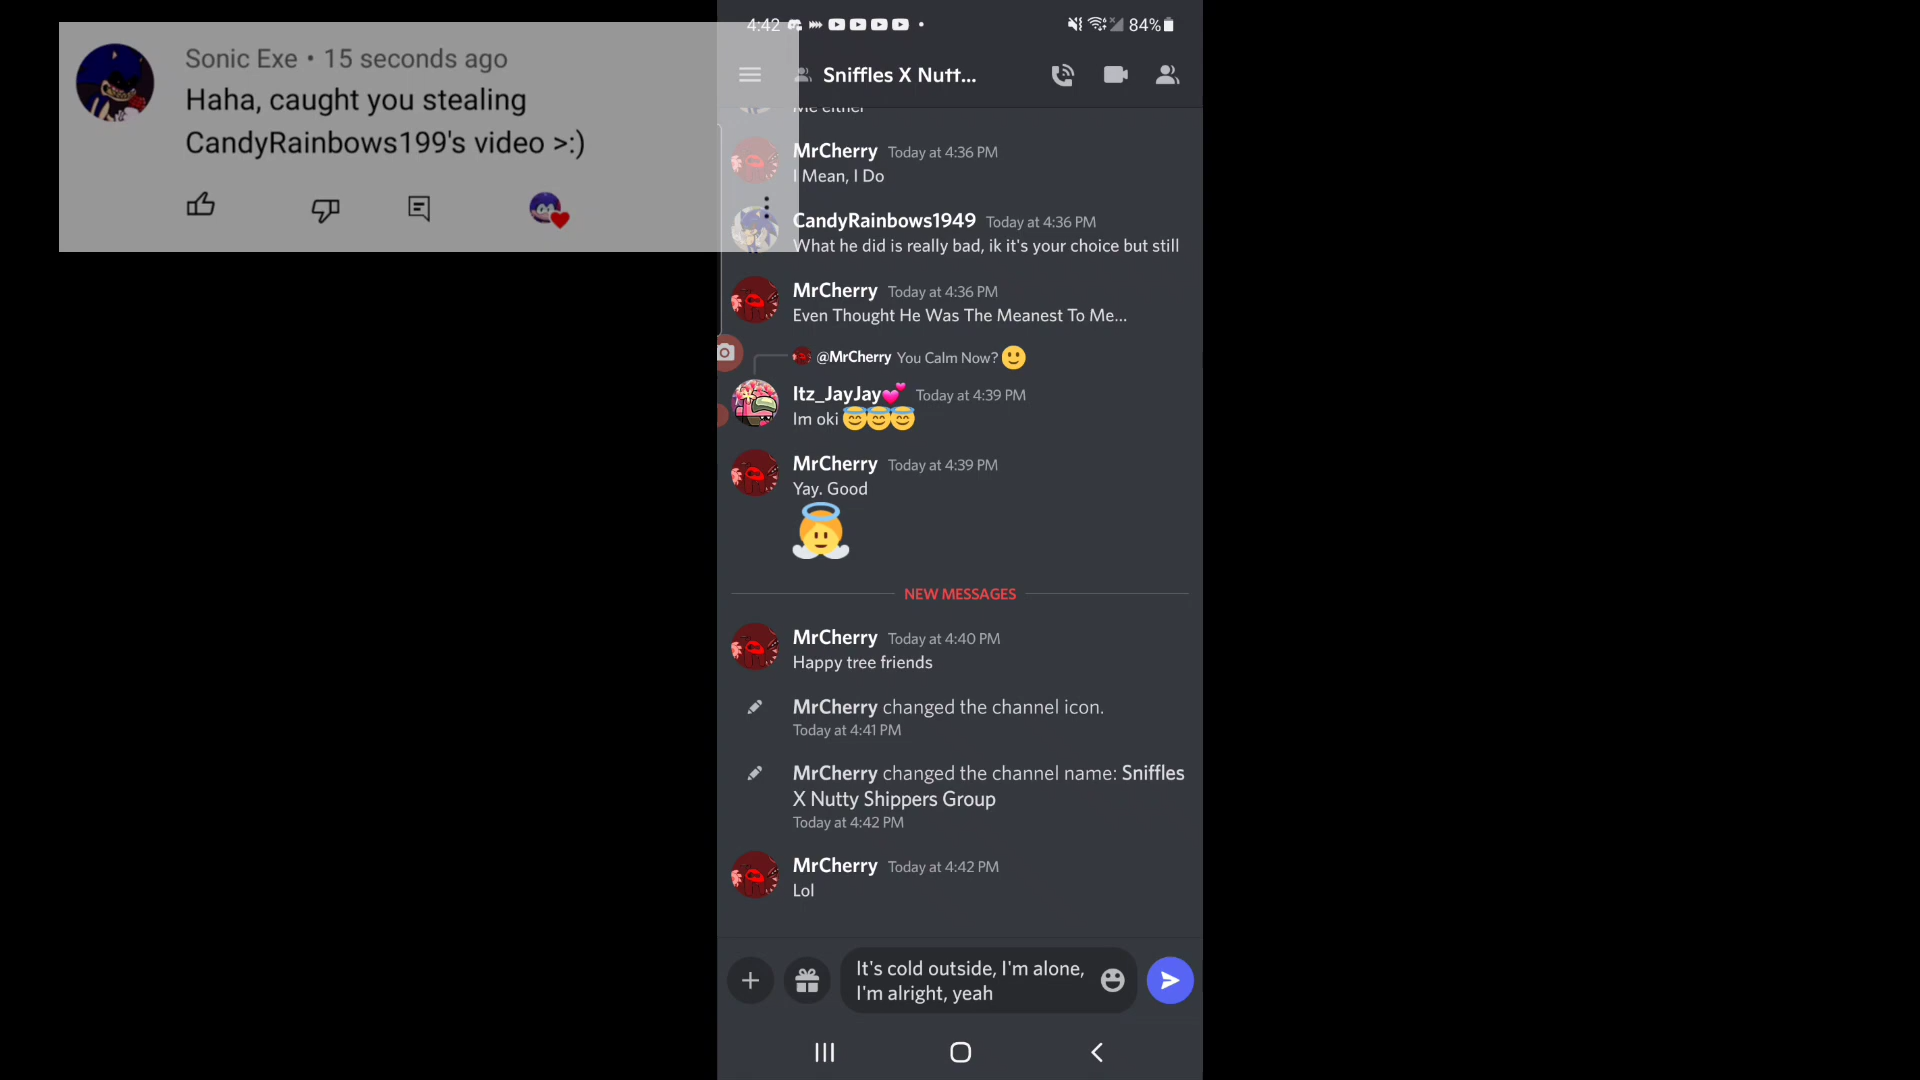 Sonic Exe • 15 seconds ago
Haha, caught you stealing
CandyRainbows199's video >:)
4:42
84%
Sniffles X Nutt...
Me either
MrCherry Today at 4:36 PM
I Mean, I Do
CandyRainbows1949 Today at 4:36 PM
What he did is really bad, ik it's your choice but still
MrCherry Today at 4:36 PM
Even Thought He Was The Meanest To Me...
@MrCherry You Calm Now? 🙂
Itz_JayJay💕 Today at 4:39 PM
Im oki 😇😇😇
MrCherry Today at 4:39 PM
Yay. Good
NEW MESSAGES
MrCherry Today at 4:40 PM
Happy tree friends
MrCherry changed the channel icon.
Today at 4:41 PM
MrCherry changed the channel name: Sniffles
X Nutty Shippers Group
Today at 4:42 PM
MrCherry Today at 4:42 PM
Lol
It's cold outside, I'm alone,
I'm alright, yeah